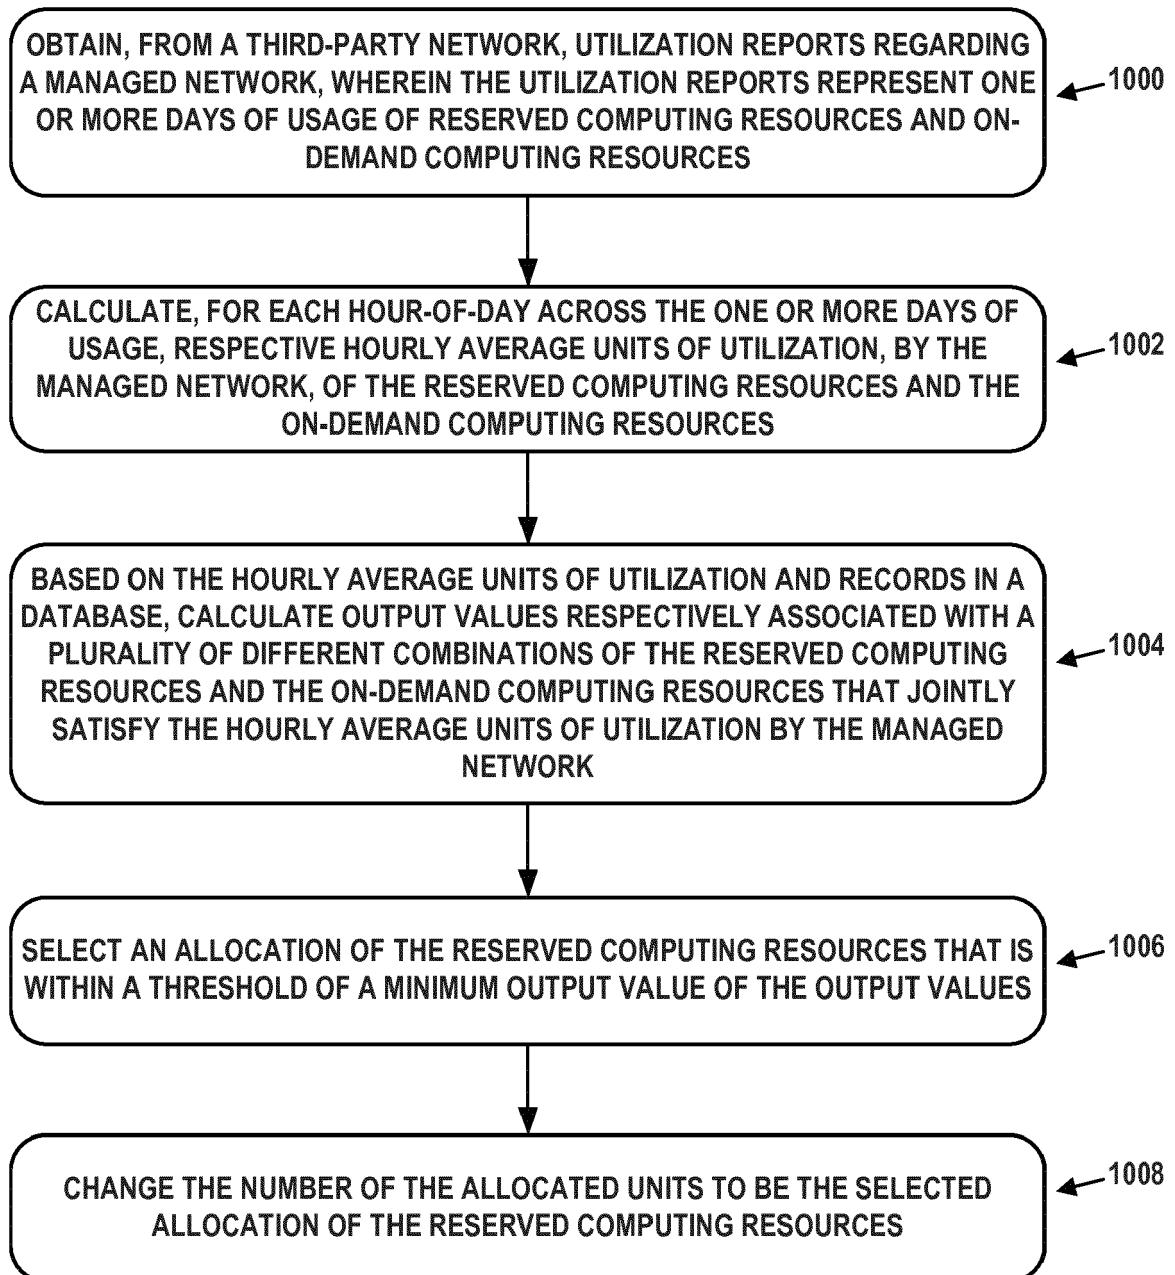 OBTAIN, FROM A THIRD-PARTY NETWORK, UTILIZATION REPORTS REGARDING
A MANAGED NETWORK, WHEREIN THE UTILIZATION REPORTS REPRESENT ONE
OR MORE DAYS OF USAGE OF RESERVED COMPUTING RESOURCES AND ON-
DEMAND COMPUTING RESOURCES
1000
CALCULATE, FOR EACH HOUR-OF-DAY ACROSS THE ONE OR MORE DAYS OF
USAGE, RESPECTIVE HOURLY AVERAGE UNITS OF UTILIZATION, BY THE
MANAGED NETWORK, OF THE RESERVED COMPUTING RESOURCES AND THE
ON-DEMAND COMPUTING RESOURCES
1002
BASED ON THE HOURLY AVERAGE UNITS OF UTILIZATION AND RECORDS IN A
DATABASE, CALCULATE OUTPUT VALUES RESPECTIVELY ASSOCIATED WITH A
PLURALITY OF DIFFERENT COMBINATIONS OF THE RESERVED COMPUTING
RESOURCES AND THE ON-DEMAND COMPUTING RESOURCES THAT JOINTLY
SATISFY THE HOURLY AVERAGE UNITS OF UTILIZATION BY THE MANAGED
NETWORK
1004
SELECT AN ALLOCATION OF THE RESERVED COMPUTING RESOURCES THAT IS
WITHIN A THRESHOLD OF A MINIMUM OUTPUT VALUE OF THE OUTPUT VALUES
1006
CHANGE THE NUMBER OF THE ALLOCATED UNITS TO BE THE SELECTED
ALLOCATION OF THE RESERVED COMPUTING RESOURCES
1008